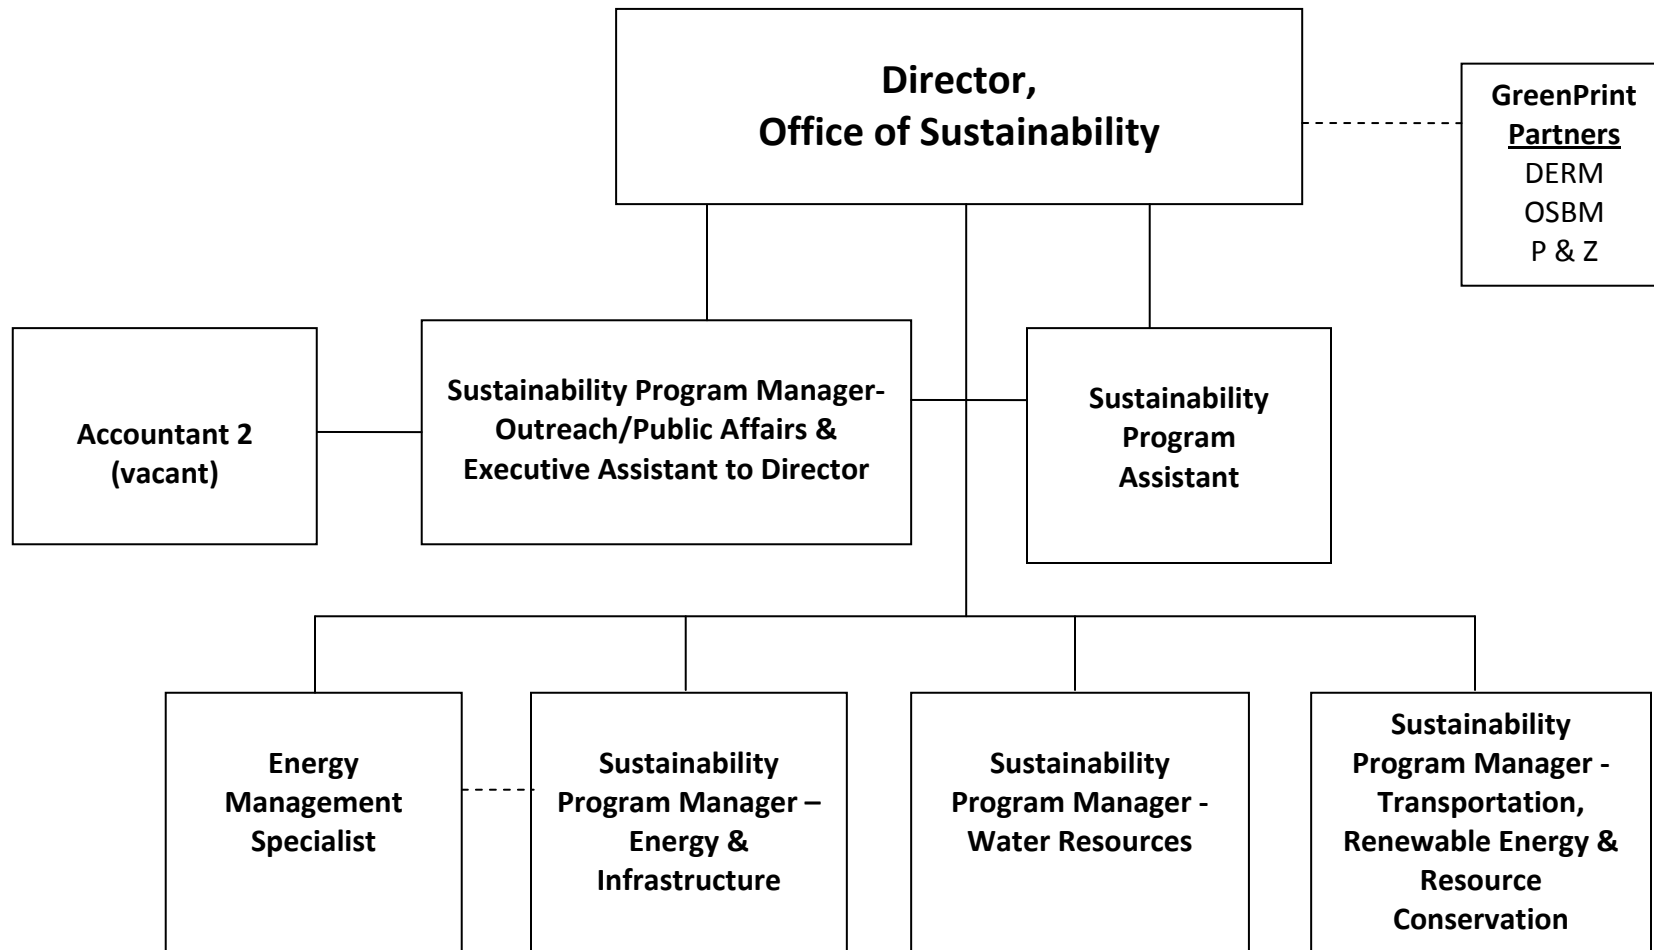 Director,
Office of Sustainability
GreenPrint
Partners
DERM
OSBM
P & Z
Accountant 2
(vacant)
Sustainability Program Manager-
Outreach/Public Affairs &
Executive Assistant to Director
Sustainability
Program
Assistant
Energy
Management
Specialist
Sustainability
Program Manager –
Energy &
Infrastructure
Sustainability
Program Manager -
Water Resources
Sustainability
Program Manager -
Transportation,
Renewable Energy &
Resource
Conservation